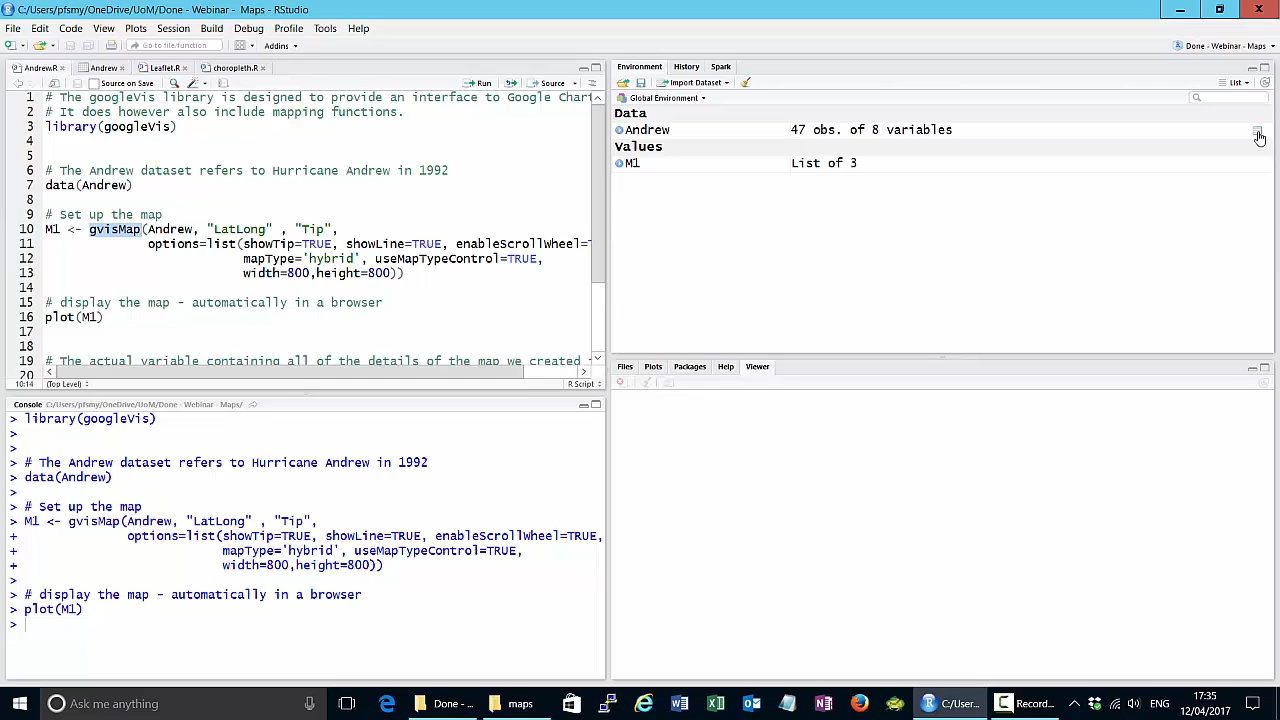 C:/Users/pfsmy/OneDrive/UoM/Done - Webinar - Maps - RStudio
File Edit Code View Plots Session Build Debug Profile Tools Help
Go to file/function Addins Done - Webinar - Maps
Andrew.R Andrew Leaflet.R choropleth.R
Source on Save Run Source
1 # The googleVis library is designed to provide an interface to Google Char
2 # It does however also include mapping functions.
3 library(googleVis)
4
5
6 # The Andrew dataset refers to Hurricane Andrew in 1992
7 data(Andrew)
8
9 # Set up the map
10 M1 <- gvisMap(Andrew, "LatLong" , "Tip",
11 options=list(showTip=TRUE, showLine=TRUE, enableScrollWheel=T
12 mapType='hybrid', useMapTypeControl=TRUE,
13 width=800,height=800))
14
15 # display the map - automatically in a browser
16 plot(M1)
17
18
19 # The actual variable containing all of the details of the map we created
20
10:14 (Top Level) R Script
Console C:/Users/pfsmy/OneDrive/UoM/Done - Webinar - Maps/
> library(googleVis)
>
>
> # The Andrew dataset refers to Hurricane Andrew in 1992
> data(Andrew)
>
> # Set up the map
> M1 <- gvisMap(Andrew, "LatLong" , "Tip",
+ options=list(showTip=TRUE, showLine=TRUE, enableScrollWheel=TRUE,
+ mapType='hybrid', useMapTypeControl=TRUE,
+ width=800,height=800))
>
> # display the map - automatically in a browser
> plot(M1)
>
Environment History Spark
Import Dataset List
Global Environment
Data
Andrew 47 obs. of 8 variables
Values
M1 List of 3
Files Plots Packages Help Viewer
Ask me anything Done - ... maps C:/User... Record... ENG 17:35
12/04/2017